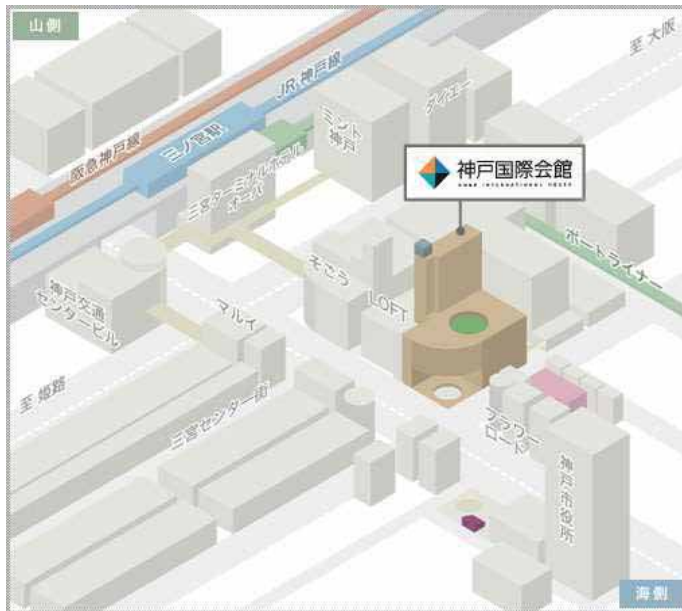 山側
至 大阪
JR 神戸線
ダイエー
ミント
神戸
三ノ宮駅
阪急神戸線
三宮ターミナルホテル
オーパ
神戸国際会館
KOBE INTERNATIONAL HOUSE
ポートライナー
そごう
LOFT
神戸交通
センタービル
マルイ
至 姫路
三宮センター街
フラワー
ロード
神戸市役所
海側